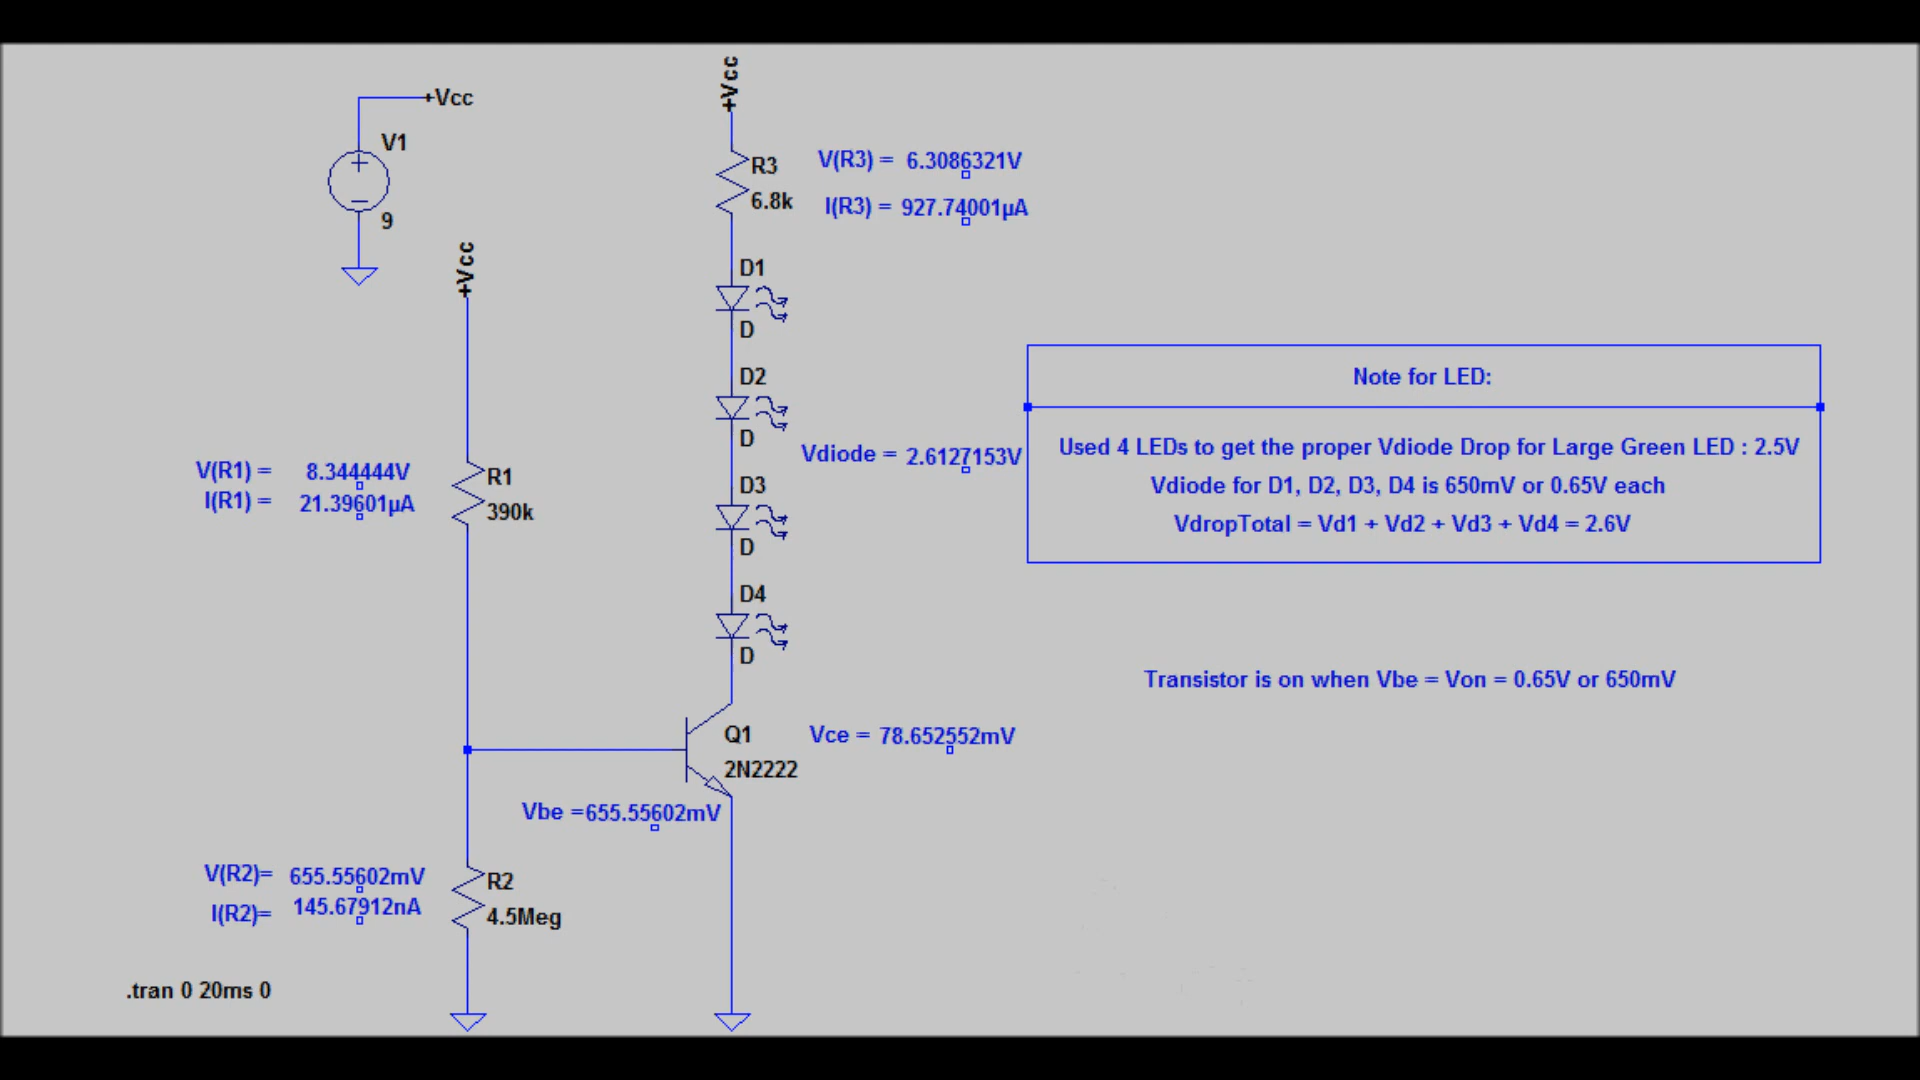 +Vcc
V1
9
+Vcc
+Vcc
R3
6.8k
V(R3) = 6.3086321V
I(R3) = 927.74001µA
D1
D
D2
D
D3
D
D4
D
Vdiode = 2.6127153V
Note for LED:
Used 4 LEDs to get the proper Vdiode Drop for Large Green LED : 2.5V
Vdiode for D1, D2, D3, D4 is 650mV or 0.65V each
VdropTotal = Vd1 + Vd2 + Vd3 + Vd4 = 2.6V
V(R1) = 8.344444V
I(R1) = 21.39601µA
R1
390k
Transistor is on when Vbe = Von = 0.65V or 650mV
Q1
2N2222
Vce = 78.652552mV
Vbe =655.55602mV
V(R2)= 655.55602mV
I(R2)= 145.67912nA
R2
4.5Meg
.tran 0 20ms 0